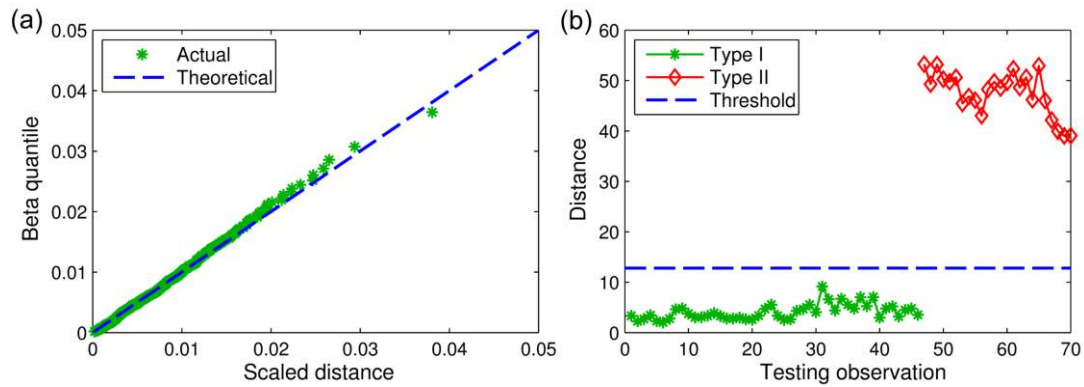 (a)
0.05
0.04
0.03
0.02
0.01
0
Beta quantile
Actual
Theoretical
0
0.01
0.02
0.03
0.04
0.05
Scaled distance
(b)
60
50
40
30
20
10
0
Distance
Type I
Type II
Threshold
0
10
20
30
40
50
60
70
Testing observation